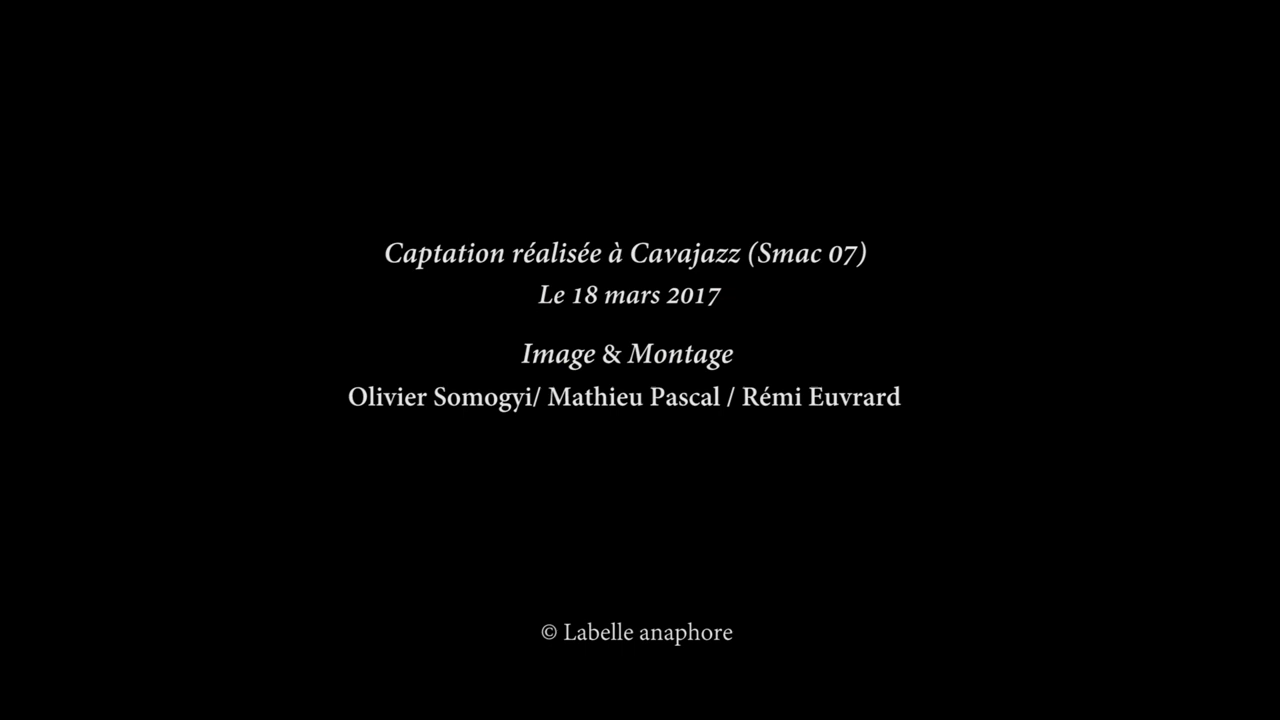 Captation réalisée à Cavajazz (Smac 07)
Le 18 mars 2017
Image & Montage
Olivier Somogyi/ Mathieu Pascal / Rémi Euvrard
© Labelle anaphore